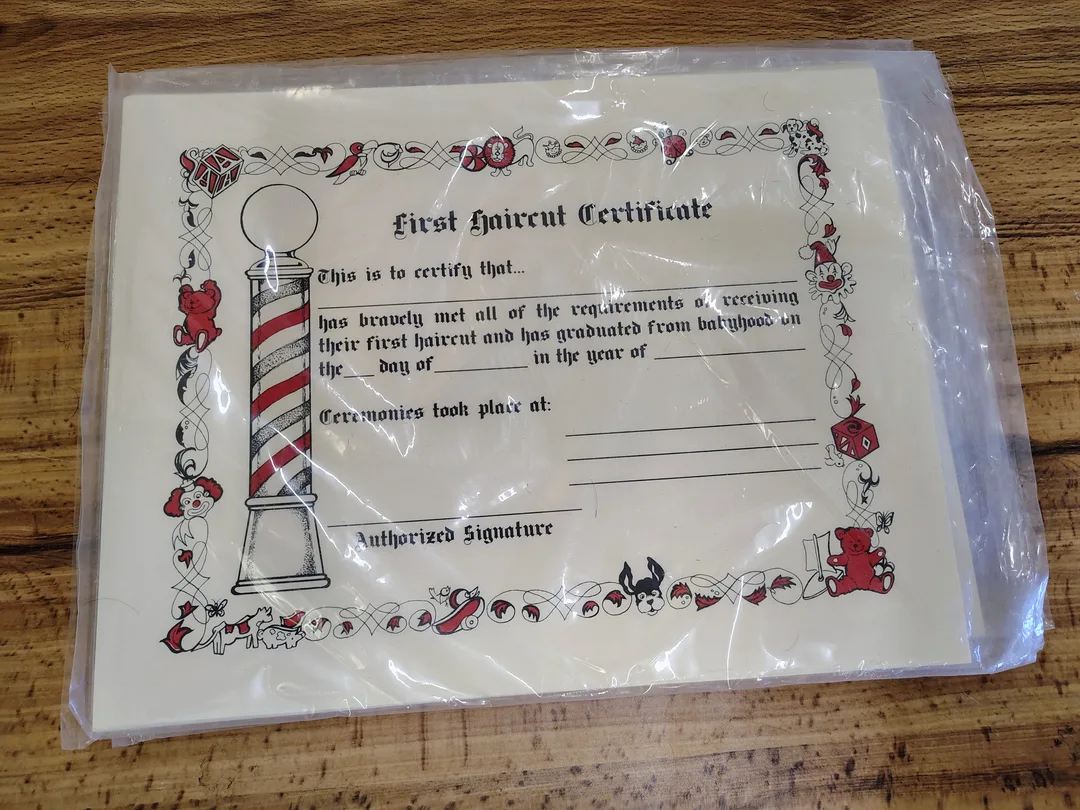 First Haircut Certificate
This is to certify that...
has bravely met all of the requirements of receiving
their first haircut and has graduated from babyhood on
the___ day of__________ in the year of ________________
Ceremonies took place at:
Authorized Signature